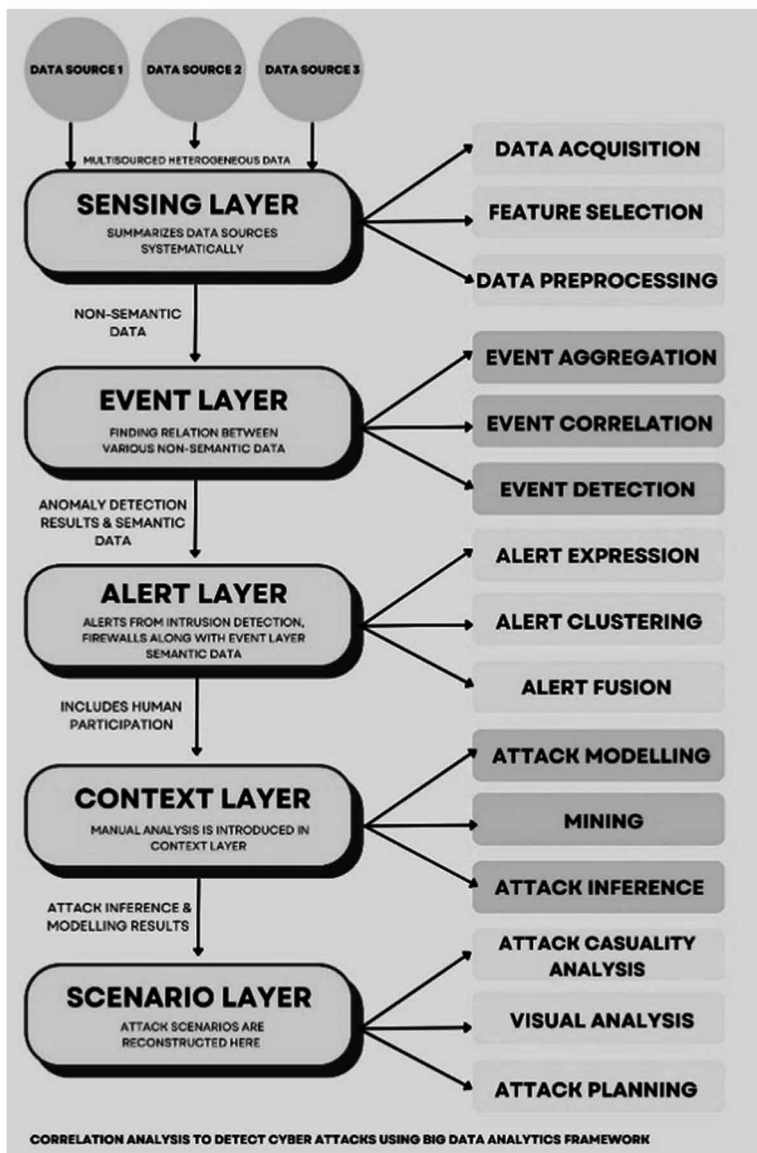 DATA SOURCE 1
DATA SOURCE 2
DATA SOURCE 3
MULTISOURCED HETEROGENEOUS DATA
SENSING LAYER
SUMMARIZES DATA SOURCES
SYSTEMATICALLY
DATA ACQUISITION
FEATURE SELECTION
DATA PREPROCESSING
NON-SEMANTIC
DATA
EVENT LAYER
FINDING RELATION BETWEEN
VARIOUS NON-SEMANTIC DATA
EVENT AGGREGATION
EVENT CORRELATION
EVENT DETECTION
ANOMALY DETECTION
RESULTS & SEMANTIC
DATA
ALERT LAYER
ALERTS FROM INTRUSION DETECTION,
FIREWALLS ALONG WITH EVENT LAYER
SEMANTIC DATA
ALERT EXPRESSION
ALERT CLUSTERING
ALERT FUSION
INCLUDES HUMAN
PARTICIPATION
CONTEXT LAYER
MANUAL ANALYSIS IS INTRODUCED IN
CONTEXT LAYER
ATTACK MODELLING
MINING
ATTACK INFERENCE
ATTACK INFERENCE &
MODELLING RESULTS
SCENARIO LAYER
ATTACK SCENARIOS ARE
RECONSTRUCTED HERE
ATTACK CASUALITY
ANALYSIS
VISUAL ANALYSIS
ATTACK PLANNING
CORRELATION ANALYSIS TO DETECT CYBER ATTACKS USING BIG DATA ANALYTICS FRAMEWORK